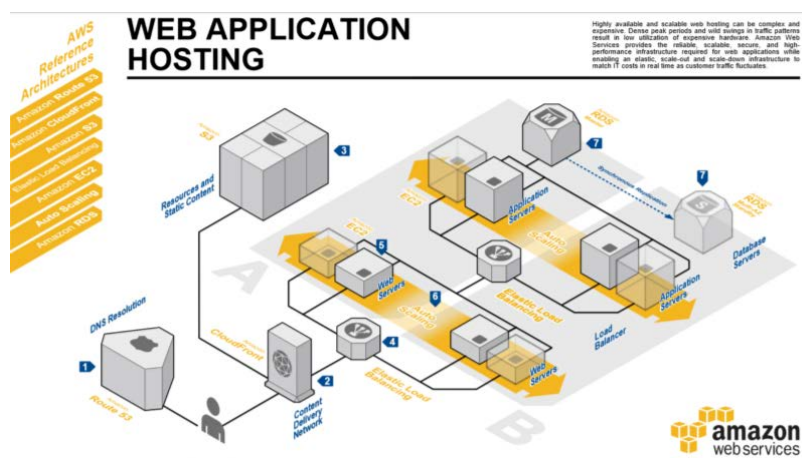 WEB APPLICATION
HOSTING
Highly available and scalable web hosting can be complex and
expensive. Dense peak periods and wild swings in traffic patterns
result in low utilization of expensive hardware. Amazon Web
Services provides the reliable, scalable, secure, and high-
performance infrastructure required for web applications while
enabling an elastic, scale-out and scale-down infrastructure to
match IT costs in real time as customer traffic fluctuates.
AWS
Reference
Architectures
Amazon Route 53
Amazon CloudFront
Amazon S3
Elastic Load Balancing
Amazon EC2
Auto Scaling
Amazon RDS
S3
3
Resources and
Static Content
RDS
M
7
Synchronous Replication
7
RDS
S
Database
Servers
EC2
Application
Servers
Auto
Scaling
Application
Servers
Elastic Load
Balancing
Load
Balancer
A
EC2
5
Web
Servers
6
Auto
Scaling
Web
Servers
4
Elastic Load
Balancing
B
DNS Resolution
1
Route 53
CloudFront
2
Content
Delivery
Network
amazon
web services